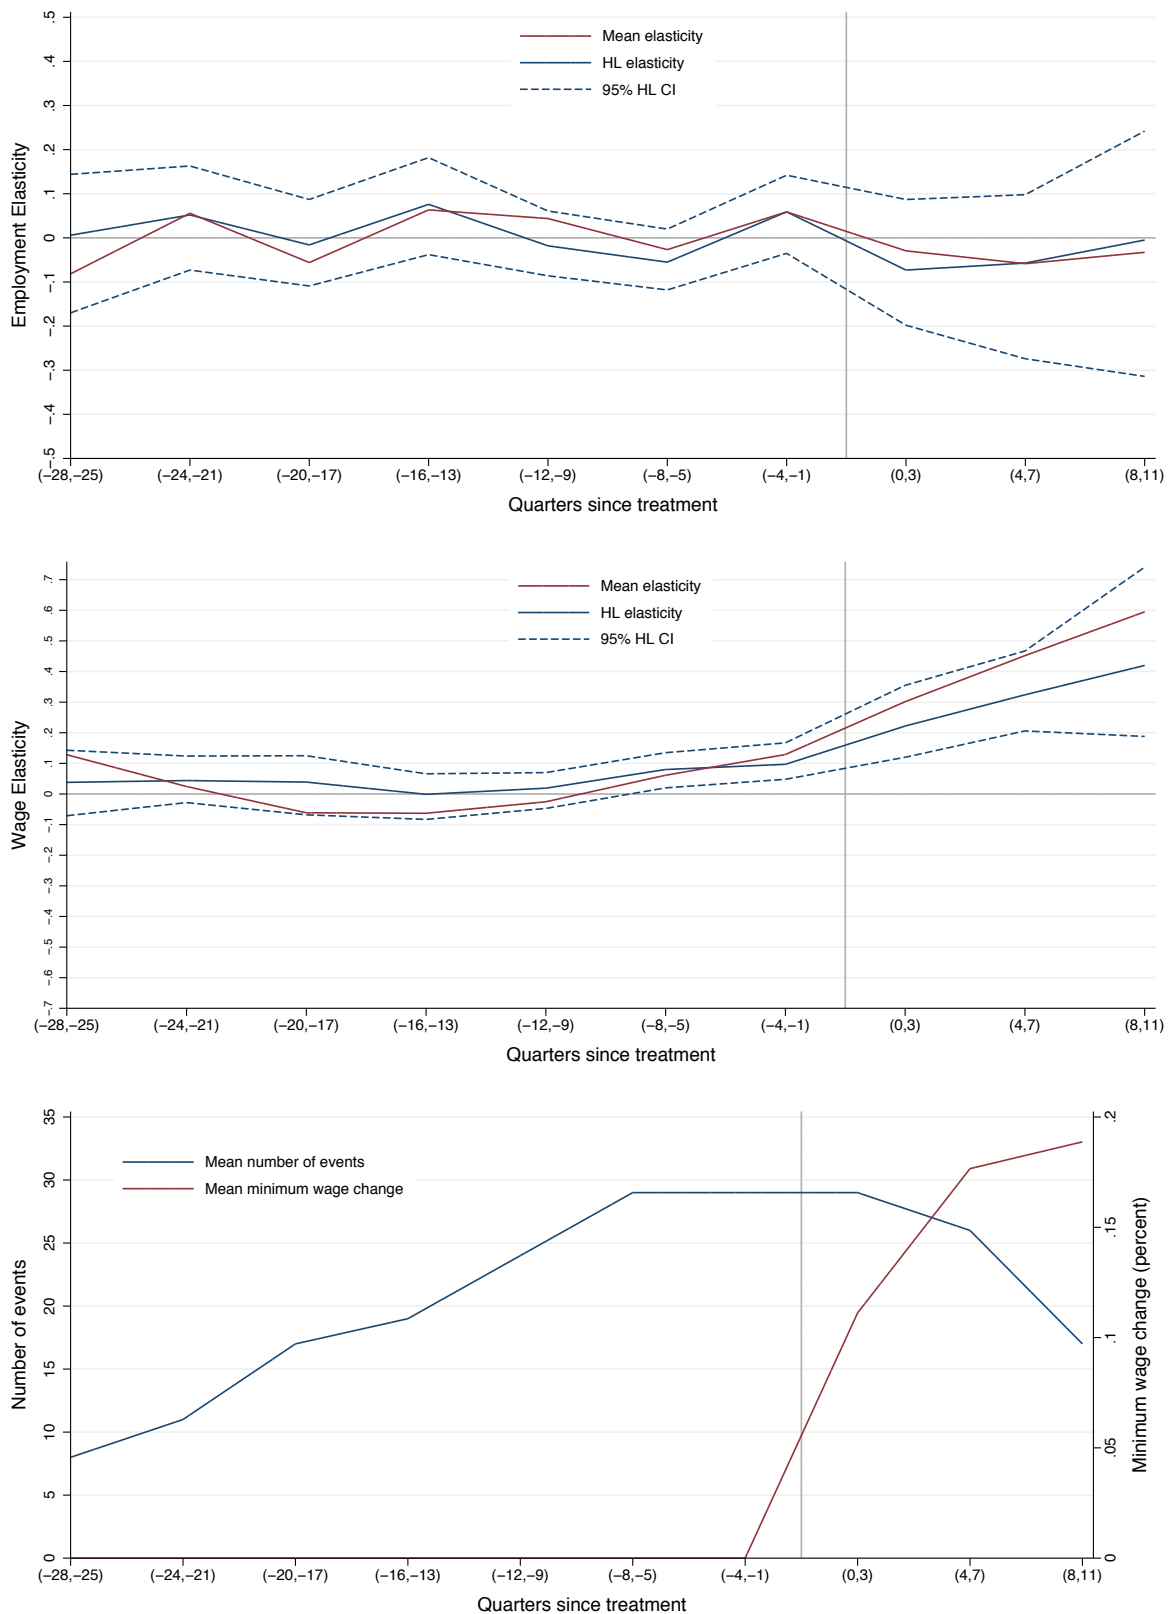 Mean elasticity
HL elasticity
95% HL CI
Employment Elasticity
.5
.4
.3
.2
.1
0
−.1
−.2
−.3
−.4
−.5
(−28,−25) (−24,−21) (−20,−17) (−16,−13) (−12,−9) (−8,−5) (−4,−1) (0,3) (4,7) (8,11)
Quarters since treatment
Mean elasticity
HL elasticity
95% HL CI
Wage Elasticity
.7
.6
.5
.4
.3
.2
.1
0
−.1
−.2
−.3
−.4
−.5
−.6
−.7
(−28,−25) (−24,−21) (−20,−17) (−16,−13) (−12,−9) (−8,−5) (−4,−1) (0,3) (4,7) (8,11)
Quarters since treatment
Mean number of events
Mean minimum wage change
Number of events
35
30
25
20
15
10
5
0
.2
.15
.1
.05
0
Minimum wage change (percent)
(−28,−25) (−24,−21) (−20,−17) (−16,−13) (−12,−9) (−8,−5) (−4,−1) (0,3) (4,7) (8,11)
Quarters since treatment